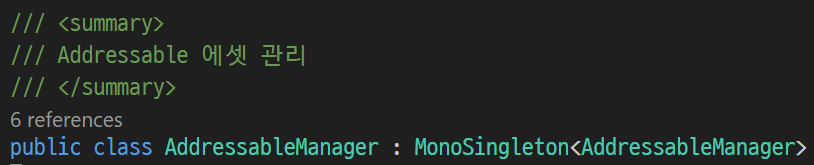 /// <summary>
/// Addressable 에셋 관리
/// </summary>
6 references
public class AddressableManager : MonoSingleton<AddressableManager>